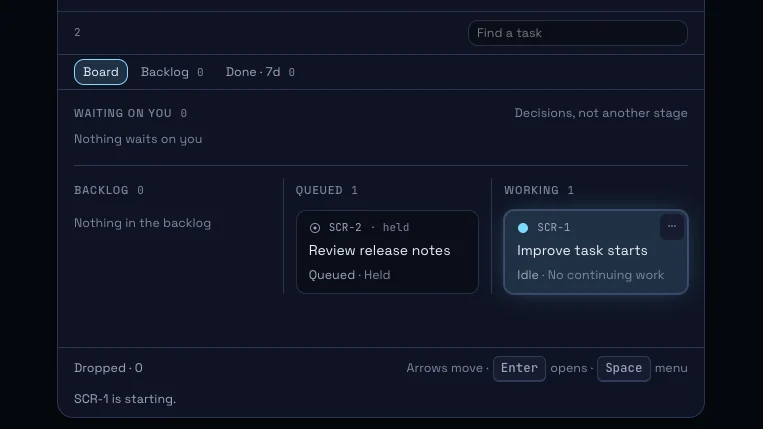 2
Find a task
Board
Backlog 0
Done · 7d 0
WAITING ON YOU 0
Decisions, not another stage
Nothing waits on you
BACKLOG 0
Nothing in the backlog
QUEUED 1
SCR-2 · held
Review release notes
Queued · Held
WORKING 1
SCR-1
···
Improve task starts
Idle · No continuing work
Dropped · 0
Arrows move · Enter opens · Space menu
SCR-1 is starting.